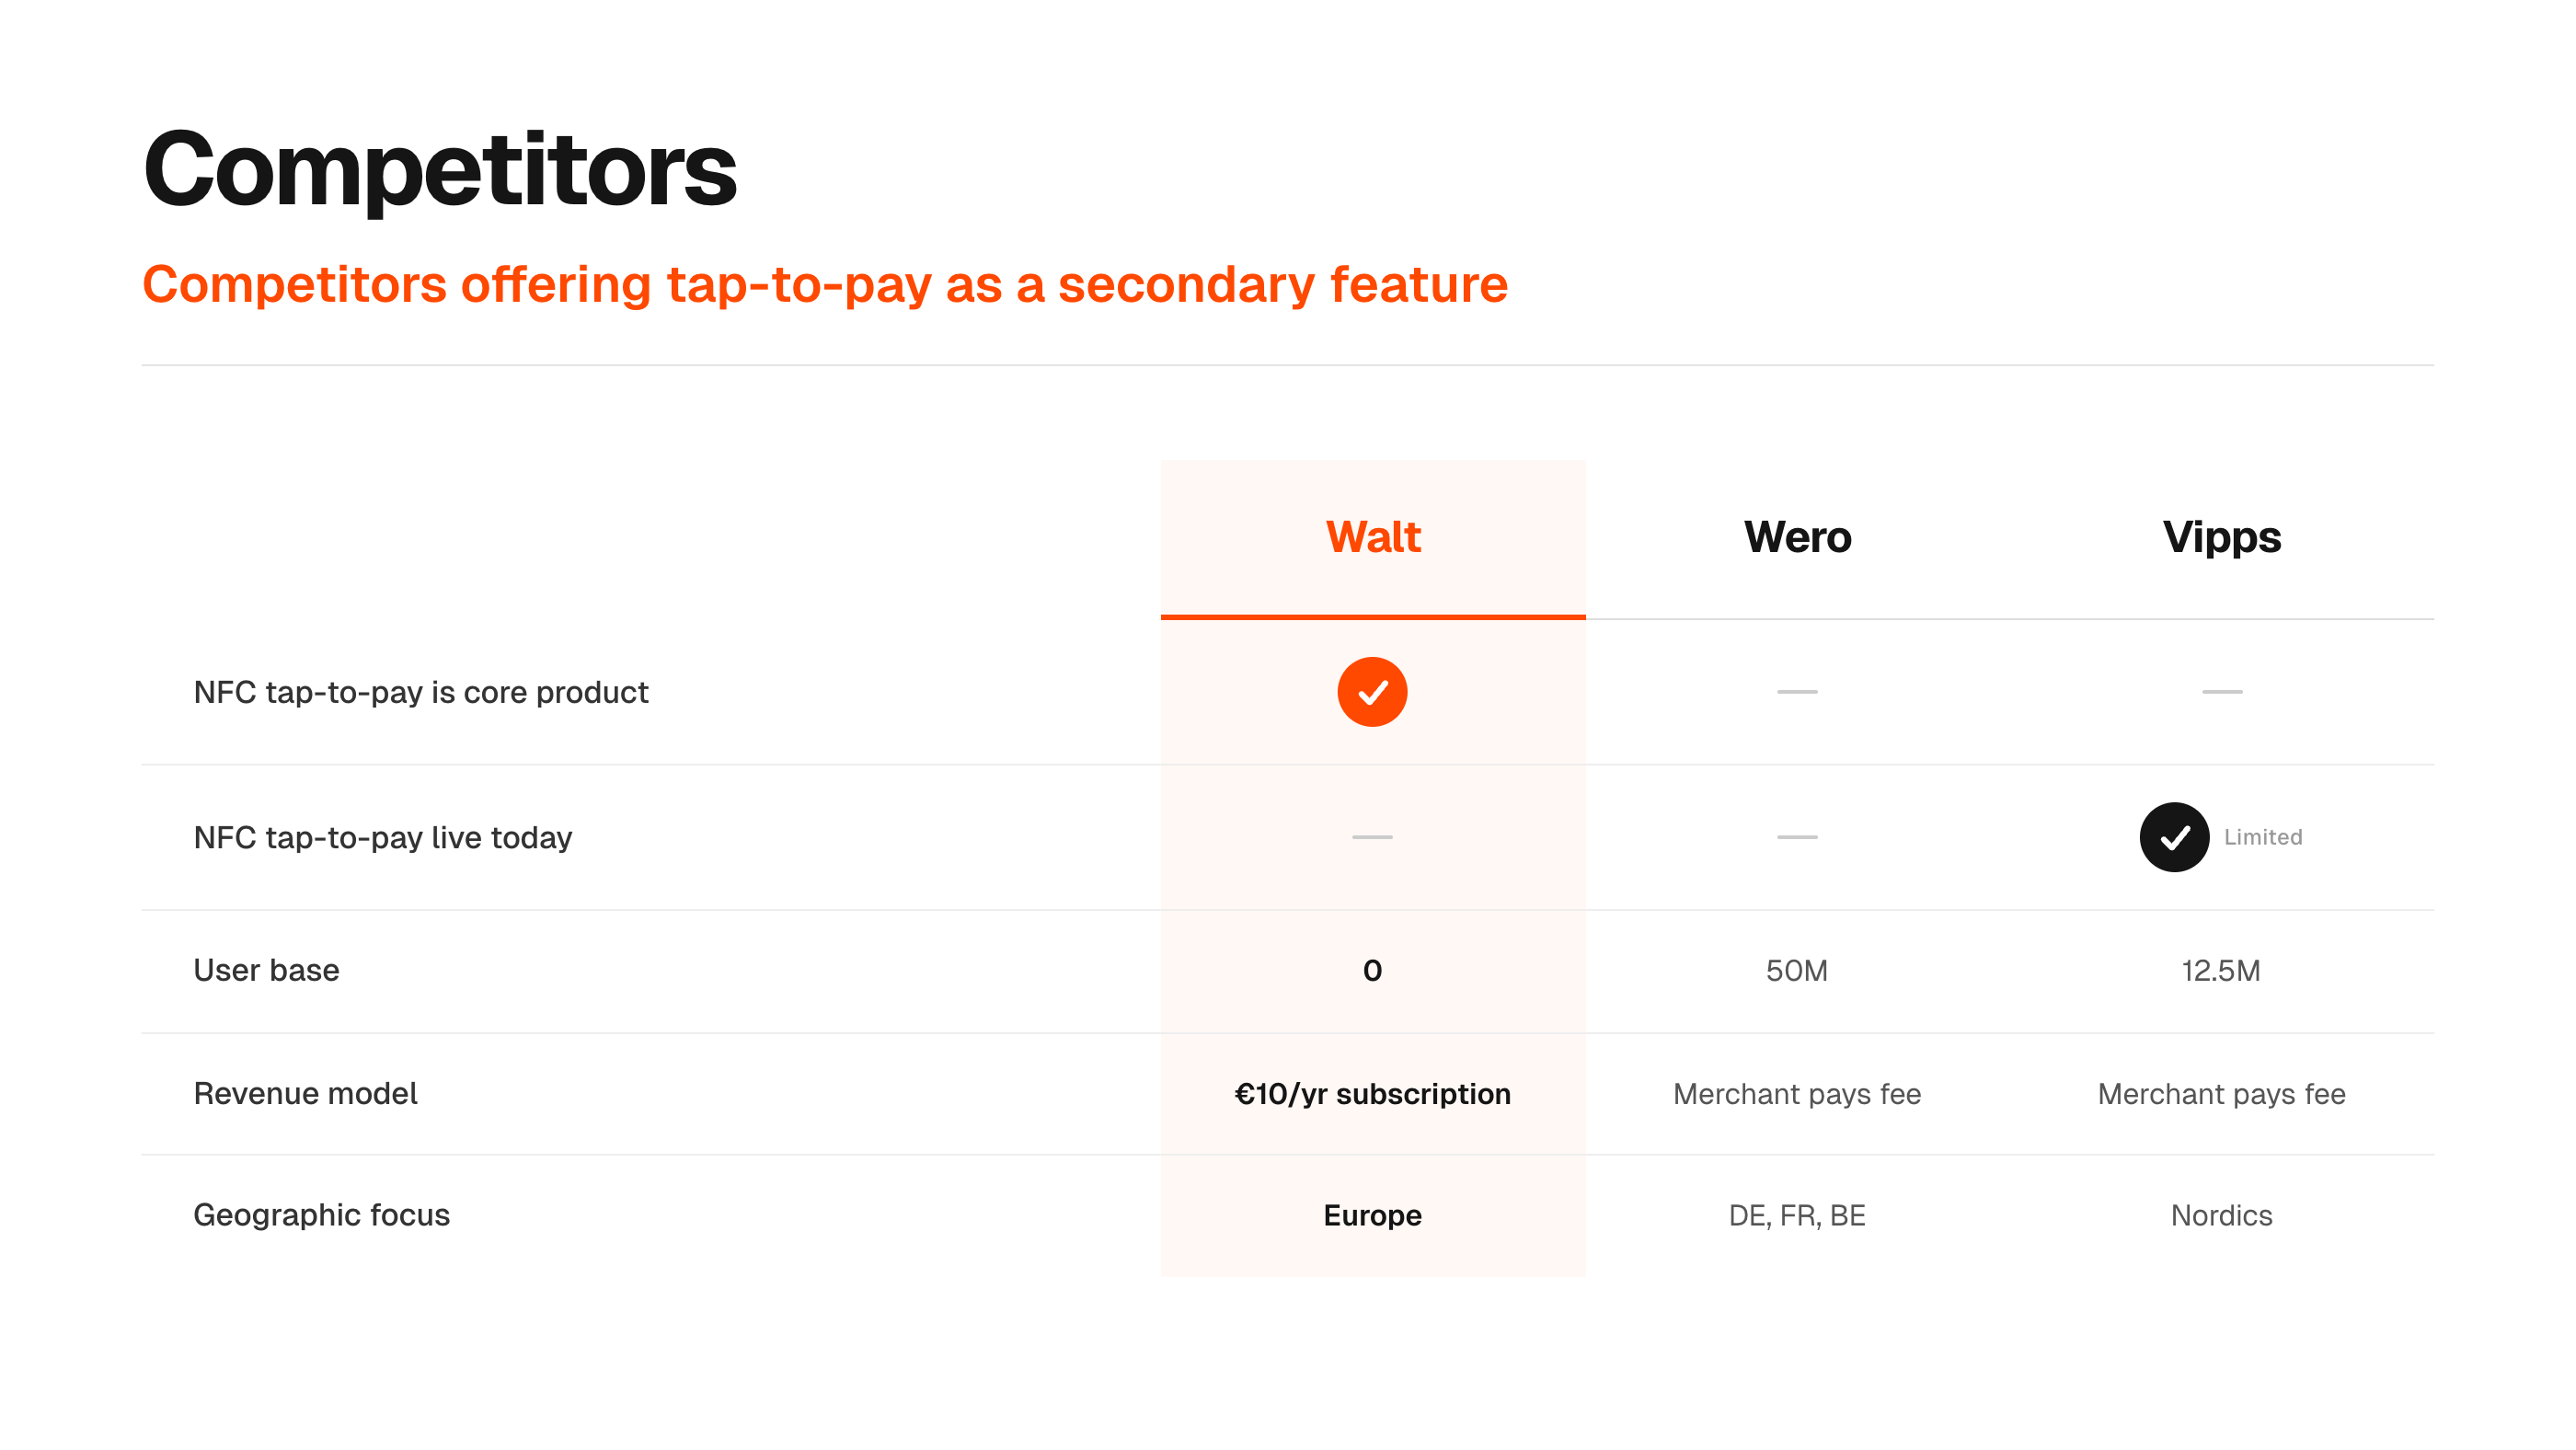 Competitors
Competitors offering tap-to-pay as a secondary feature
Walt Wero Vipps
NFC tap-to-pay is core product — —
NFC tap-to-pay live today — — Limited
User base 0 50M 12.5M
Revenue model €10/yr subscription Merchant pays fee Merchant pays fee
Geographic focus Europe DE, FR, BE Nordics